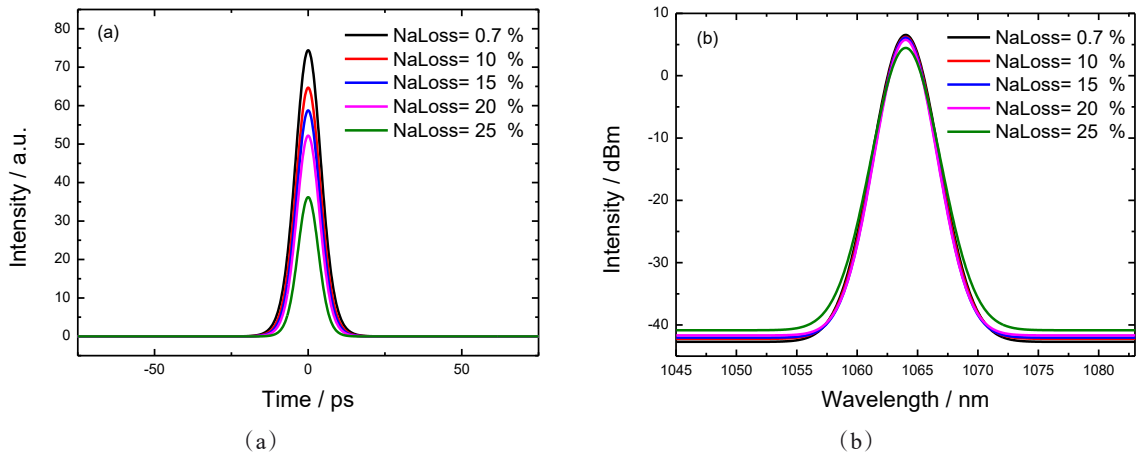 (a)
NaLoss= 0.7 %
NaLoss= 10 %
NaLoss= 15 %
NaLoss= 20 %
NaLoss= 25 %
80
70
60
50
40
30
20
10
0
Intensity / a.u.
-50
0
50
Time / ps
(a)
(b)
NaLoss= 0.7 %
NaLoss= 10 %
NaLoss= 15 %
NaLoss= 20 %
NaLoss= 25 %
10
0
-10
-20
-30
-40
Intensity / dBm
1045 1050 1055 1060 1065 1070 1075 1080
Wavelength / nm
(b)